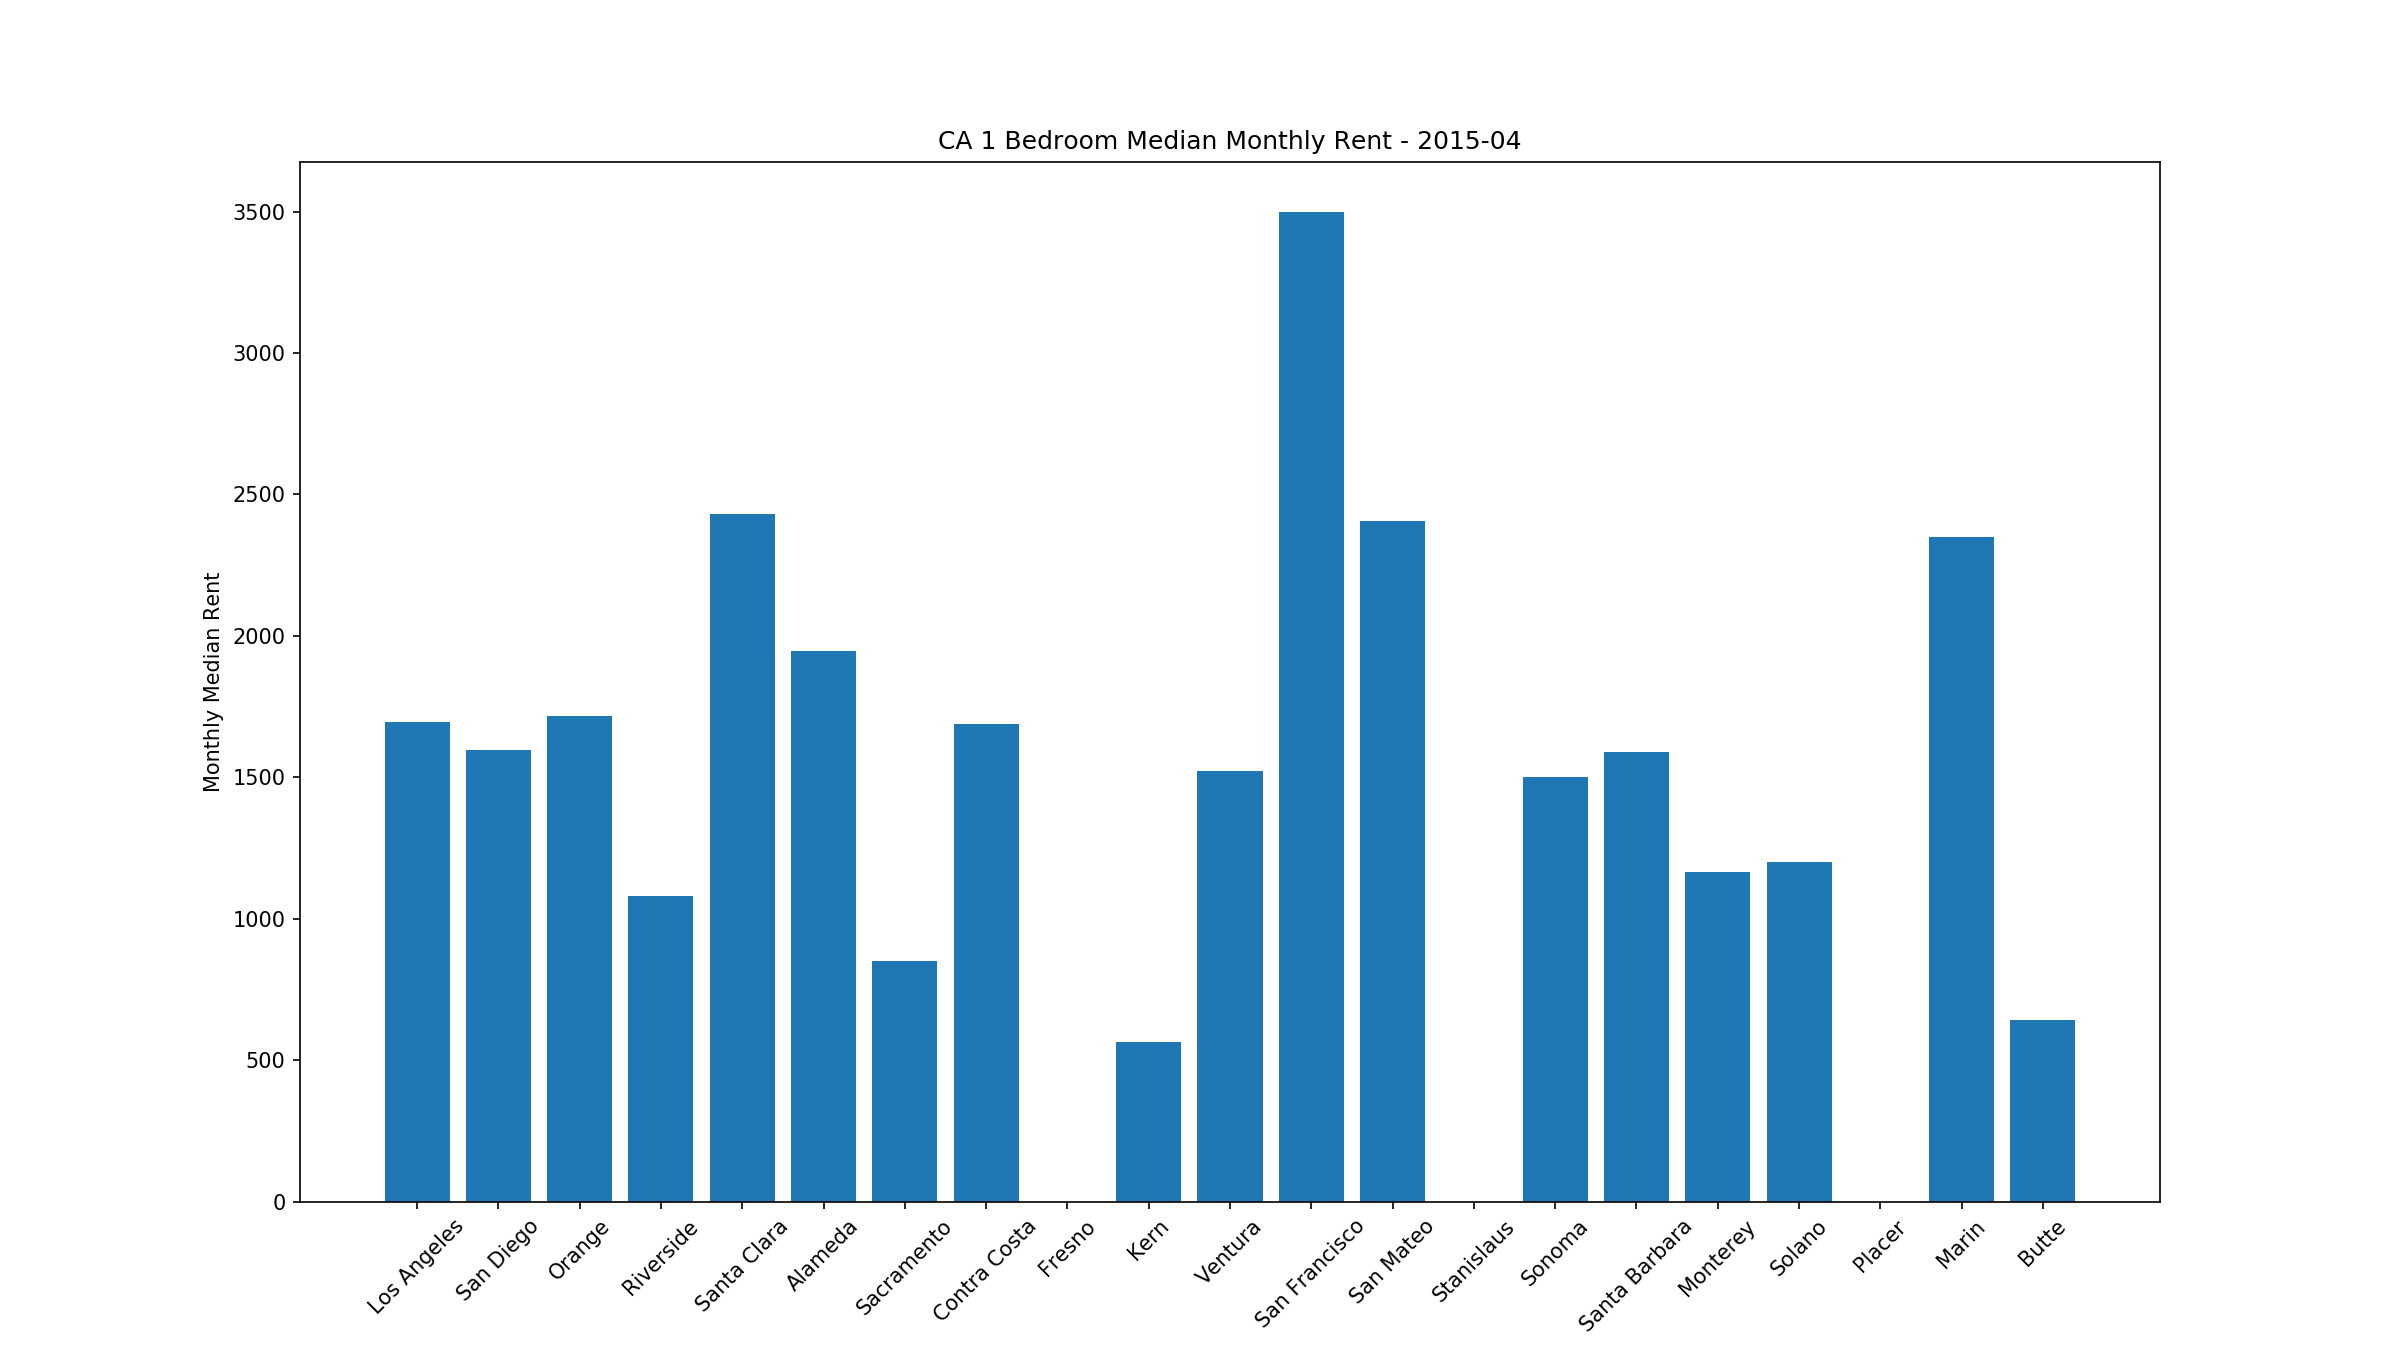 CA 1 Bedroom Median Monthly Rent - 2015-04
Monthly Median Rent
3500
3000
2500
2000
1500
1000
500
0
Los Angeles
San Diego
Orange
Riverside
Santa Clara
Alameda
Sacramento
Contra Costa
Fresno
Kern
Ventura
San Francisco
San Mateo
Stanislaus
Sonoma
Santa Barbara
Monterey
Solano
Placer
Marin
Butte